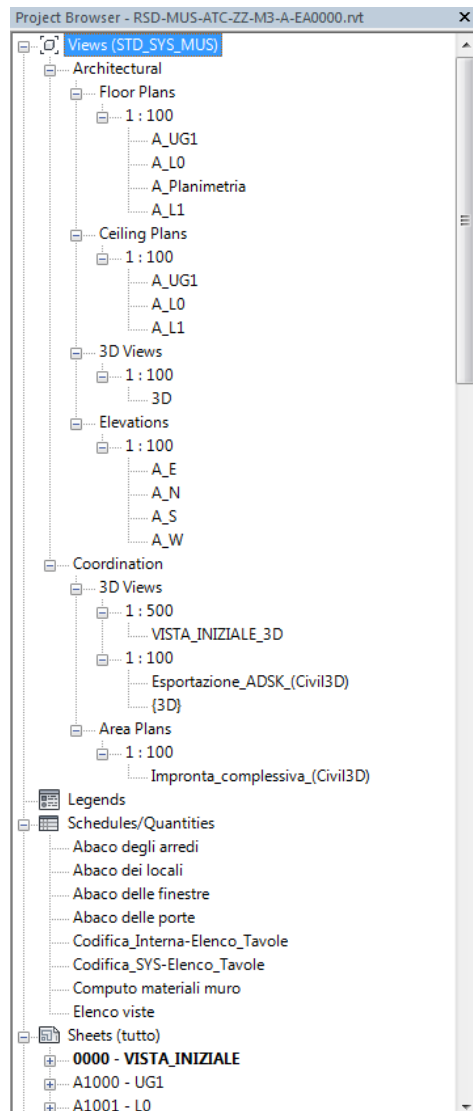 Project Browser - RSD-MUS-ATC-ZZ-M3-A-EA0000.rvt
Views (STD_SYS_MUS)
Architectural
Floor Plans
1 : 100
A_UG1
A_L0
A_Planimetria
A_L1
Ceiling Plans
1 : 100
A_UG1
A_L0
A_L1
3D Views
1 : 100
3D
Elevations
1 : 100
A_E
A_N
A_S
A_W
Coordination
3D Views
1 : 500
VISTA_INIZIALE_3D
1 : 100
Esportazione_ADSK_(Civil3D)
{3D}
Area Plans
1 : 100
Impronta_complessiva_(Civil3D)
Legends
Schedules/Quantities
Abaco degli arredi
Abaco dei locali
Abaco delle finestre
Abaco delle porte
Codifica_Interna-Elenco_Tavole
Codifica_SYS-Elenco_Tavole
Computo materiali muro
Elenco viste
Sheets (tutto)
0000 - VISTA_INIZIALE
A1000 - UG1
A1001 - L0